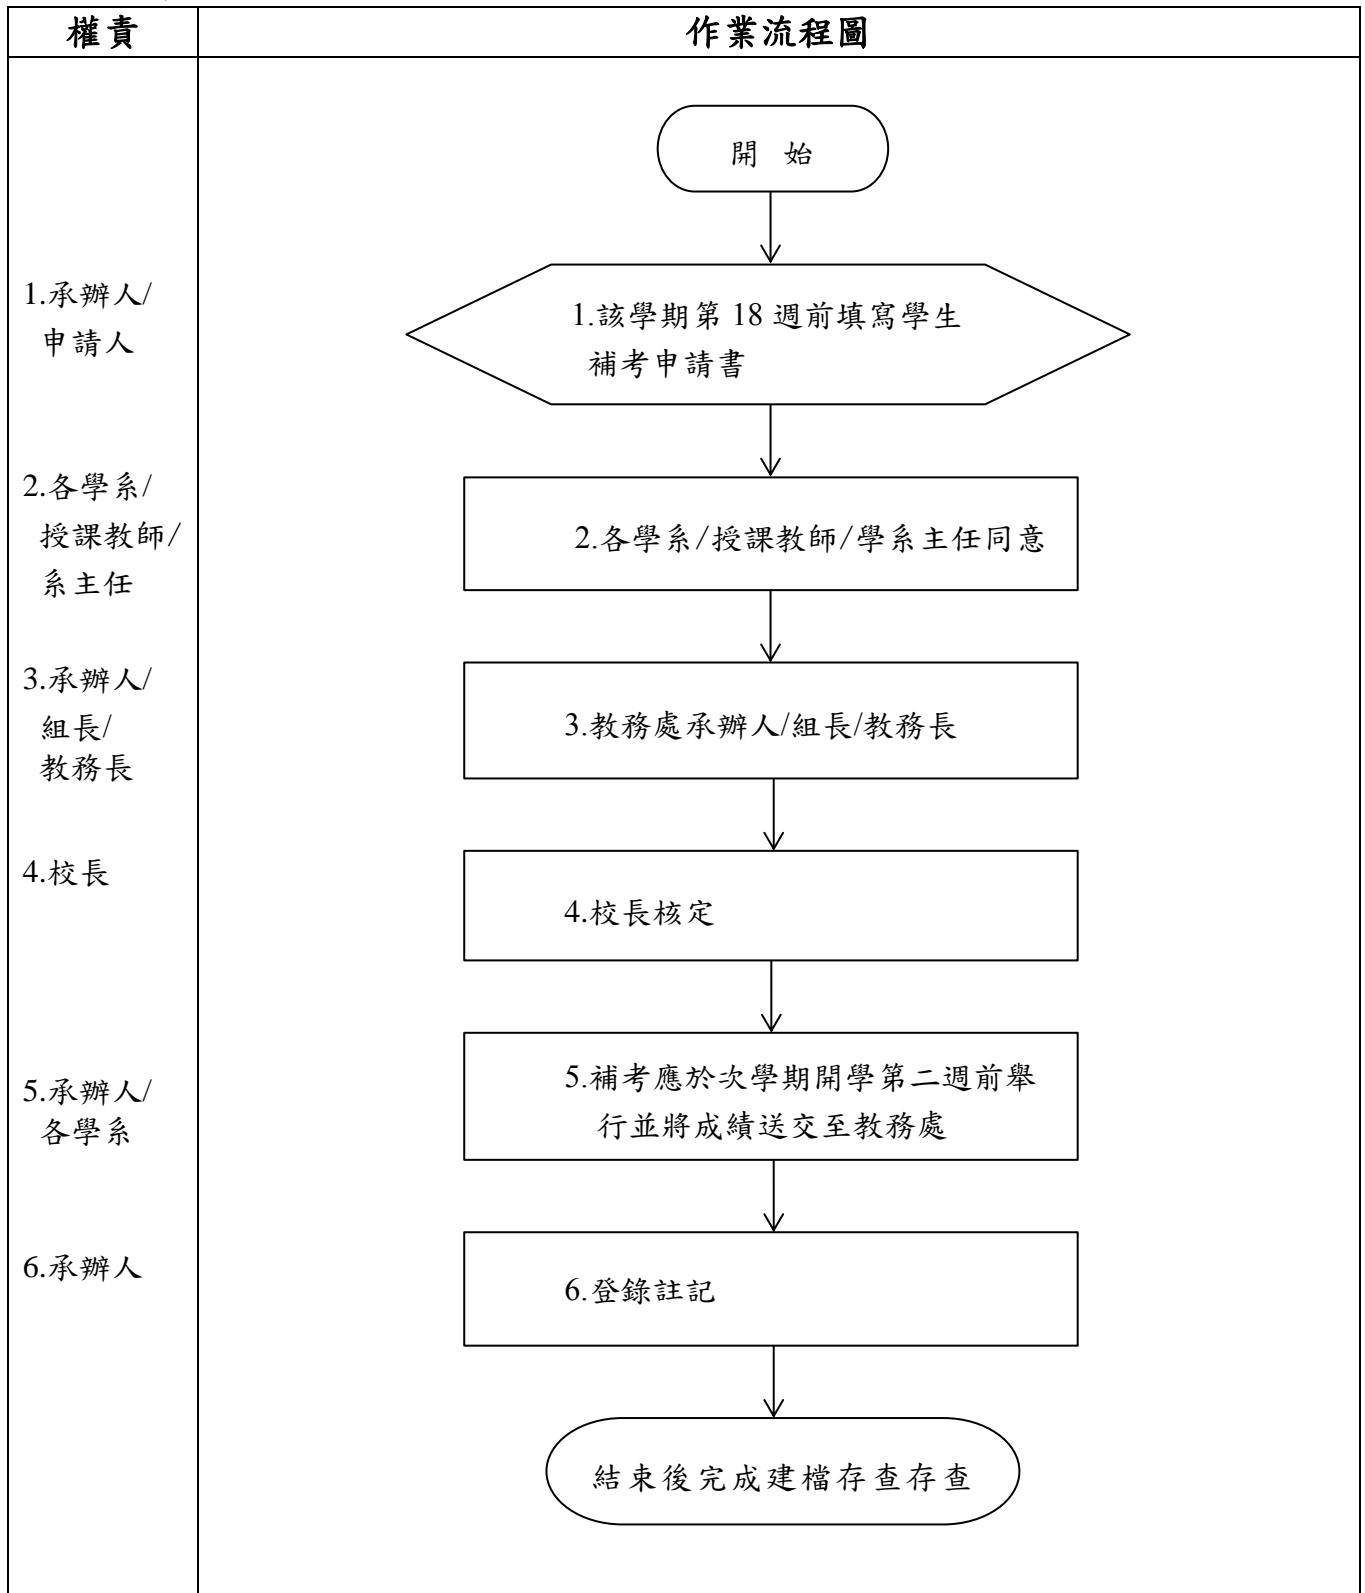 權責
作業流程圖
開 始
1.承辦人/
申請人
1.該學期第 18 週前填寫學生
補考申請書
2.各學系/
授課教師/
系主任
2.各學系/授課教師/學系主任同意
3.承辦人/
組長/
教務長
3.教務處承辦人/組長/教務長
4.校長
4.校長核定
5.承辦人/
各學系
5.補考應於次學期開學第二週前舉
行並將成績送交至教務處
6.承辦人
6.登錄註記
結束後完成建檔存查存查